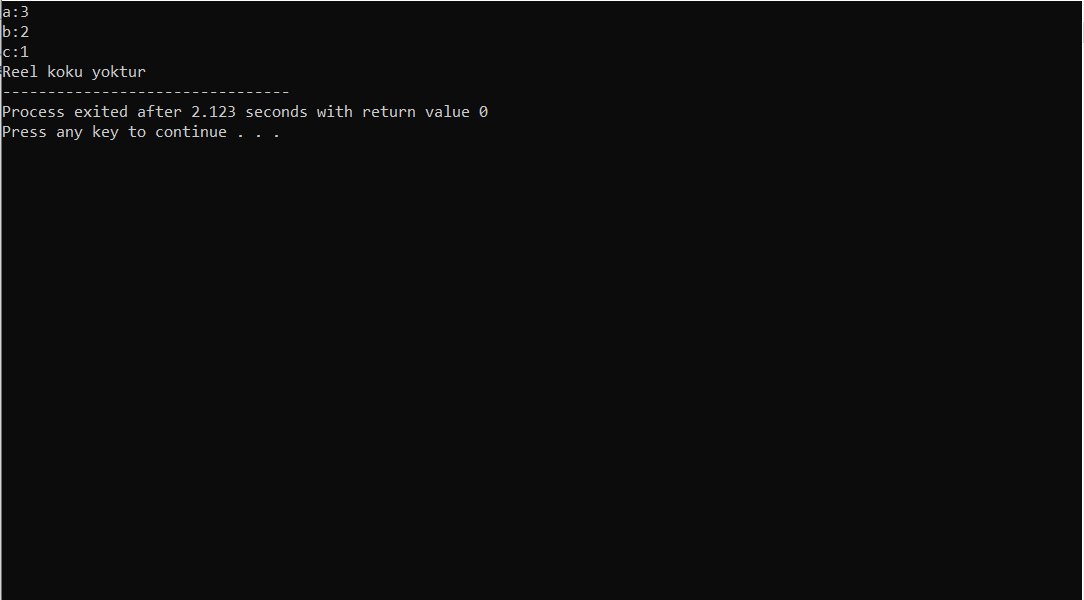 a:3
b:2
c:1
Reel koku yoktur
--------------------------------
Process exited after 2.123 seconds with return value 0
Press any key to continue . . .